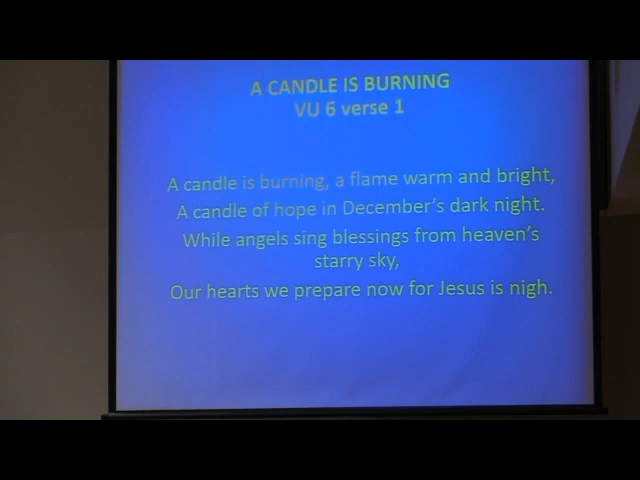 A CANDLE IS BURNING
VU 6 verse 1
A candle is burning, a flame warm and bright,
A candle of hope in December's dark night.
While angels sing blessings from heaven's
starry sky,
Our hearts we prepare now for Jesus is nigh.